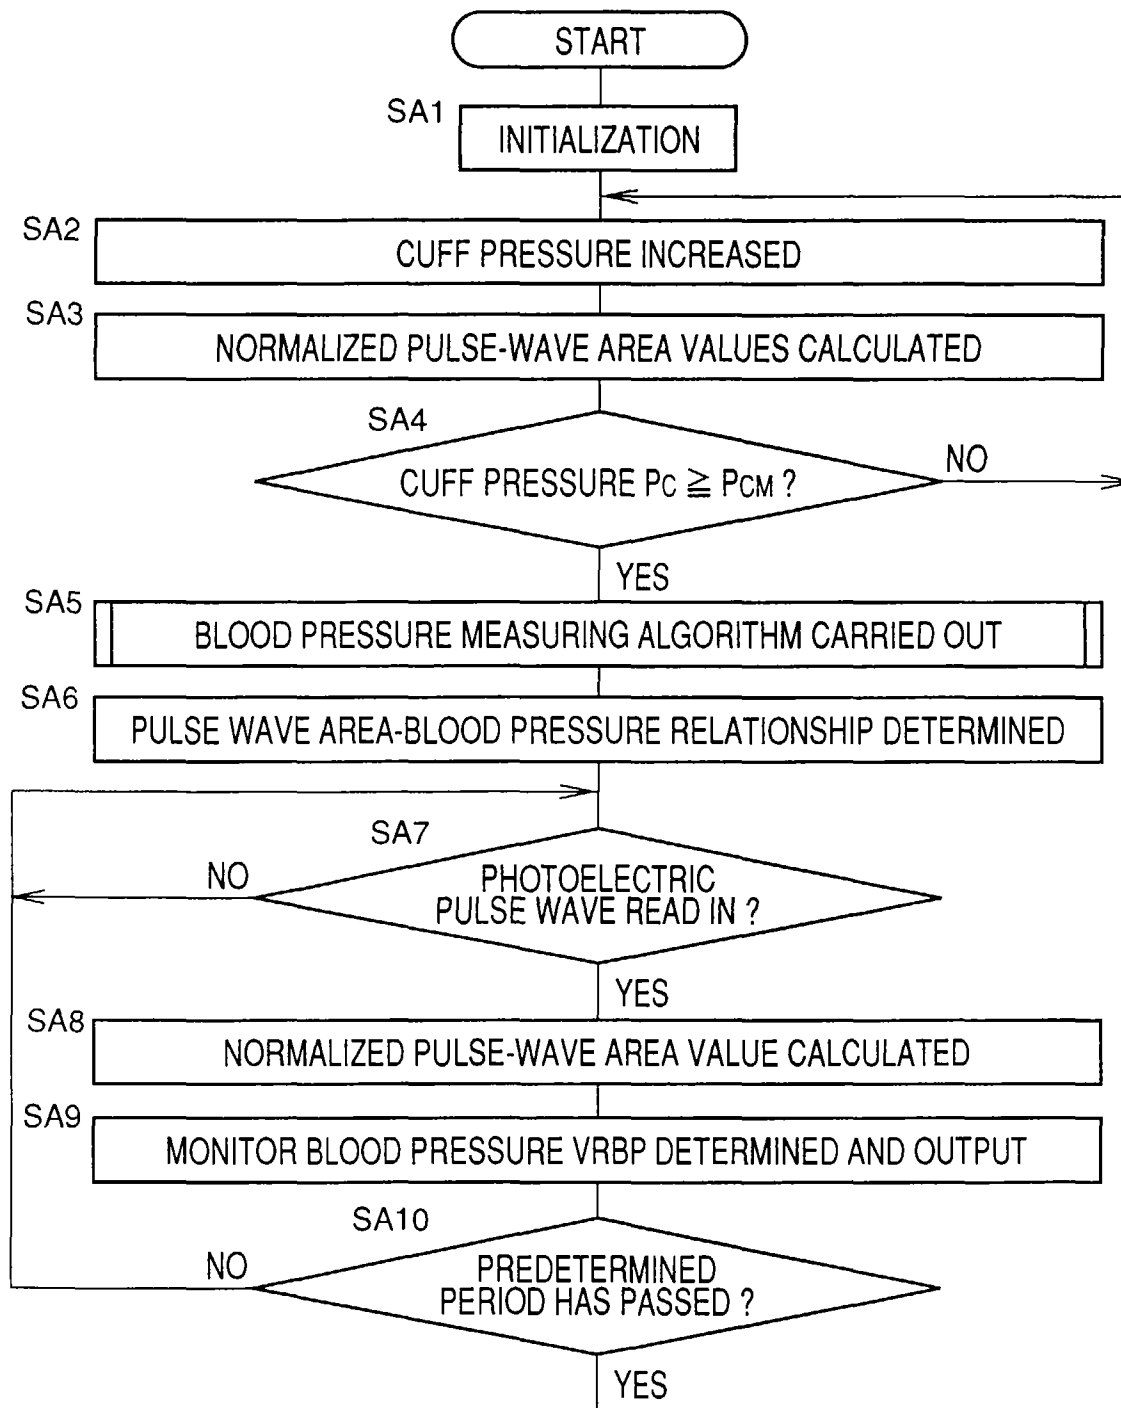 START
SA1
INITIALIZATION
SA2
CUFF PRESSURE INCREASED
SA3
NORMALIZED PULSE-WAVE AREA VALUES CALCULATED
SA4
CUFF PRESSURE PC ≧ PCM ?
NO
YES
SA5
BLOOD PRESSURE MEASURING ALGORITHM CARRIED OUT
SA6
PULSE WAVE AREA-BLOOD PRESSURE RELATIONSHIP DETERMINED
SA7
NO
PHOTOELECTRIC
PULSE WAVE READ IN ?
YES
SA8
NORMALIZED PULSE-WAVE AREA VALUE CALCULATED
SA9
MONITOR BLOOD PRESSURE VRBP DETERMINED AND OUTPUT
SA10
NO
PREDETERMINED
PERIOD HAS PASSED ?
YES